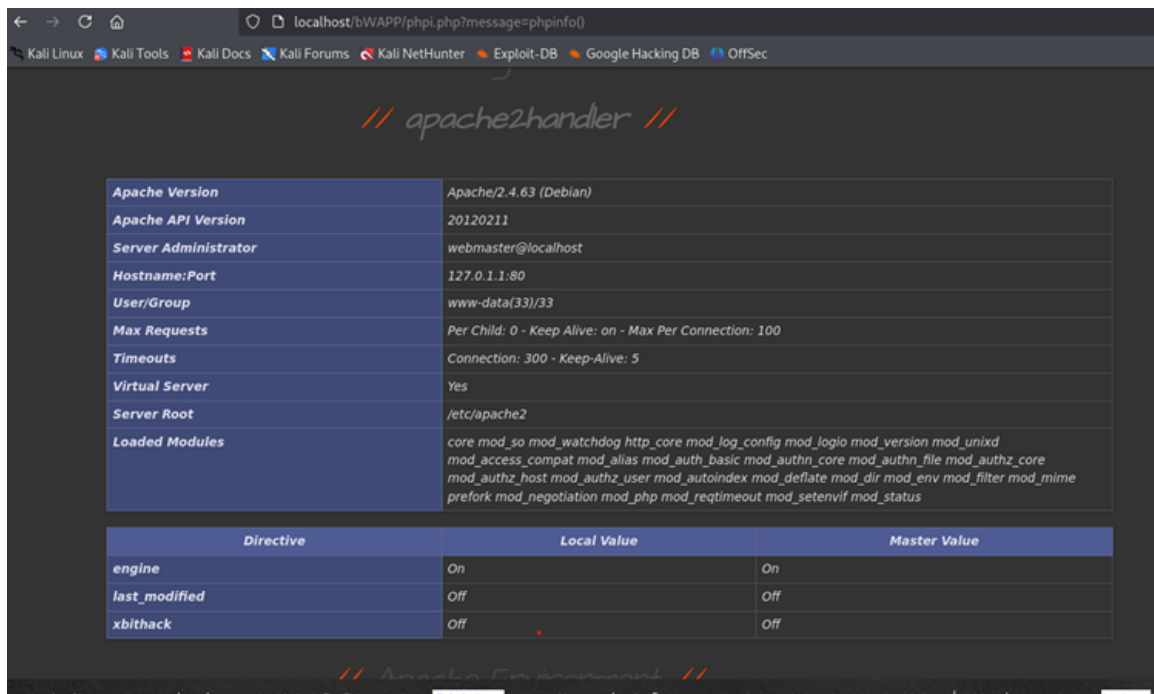 localhost/bWAPP/phpi.php?message=phpinfo()
Kali Linux Kali Tools Kali Docs Kali Forums Kali NetHunter Exploit-DB Google Hacking DB OffSec
// apache2handler //
Apache Version Apache/2.4.63 (Debian)
Apache API Version 20120211
Server Administrator webmaster@localhost
Hostname:Port 127.0.1.1:80
User/Group www-data(33)/33
Max Requests Per Child: 0 - Keep Alive: on - Max Per Connection: 100
Timeouts Connection: 300 - Keep-Alive: 5
Virtual Server Yes
Server Root /etc/apache2
Loaded Modules core mod_so mod_watchdog http_core mod_log_config mod_logio mod_version mod_unixd
mod_access_compat mod_alias mod_auth_basic mod_authn_core mod_authn_file mod_authz_core
mod_authz_host mod_authz_user mod_autoindex mod_deflate mod_dir mod_env mod_filter mod_mime
prefork mod_negotiation mod_php mod_reqtimeout mod_setenvif mod_status
Directive Local Value Master Value
engine On On
last_modified Off Off
xbithack Off Off
// Apache Environment //